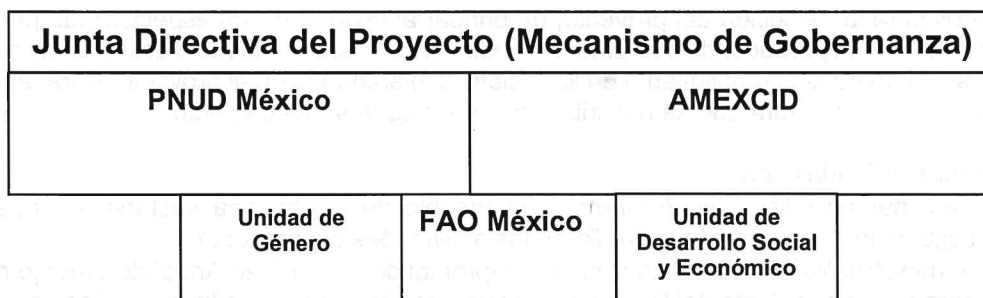 Junta Directiva del Proyecto (Mecanismo de Gobernanza)
PNUD México
AMEXCID
Unidad de
Género
FAO México
Unidad de
Desarrollo Social
y Económico